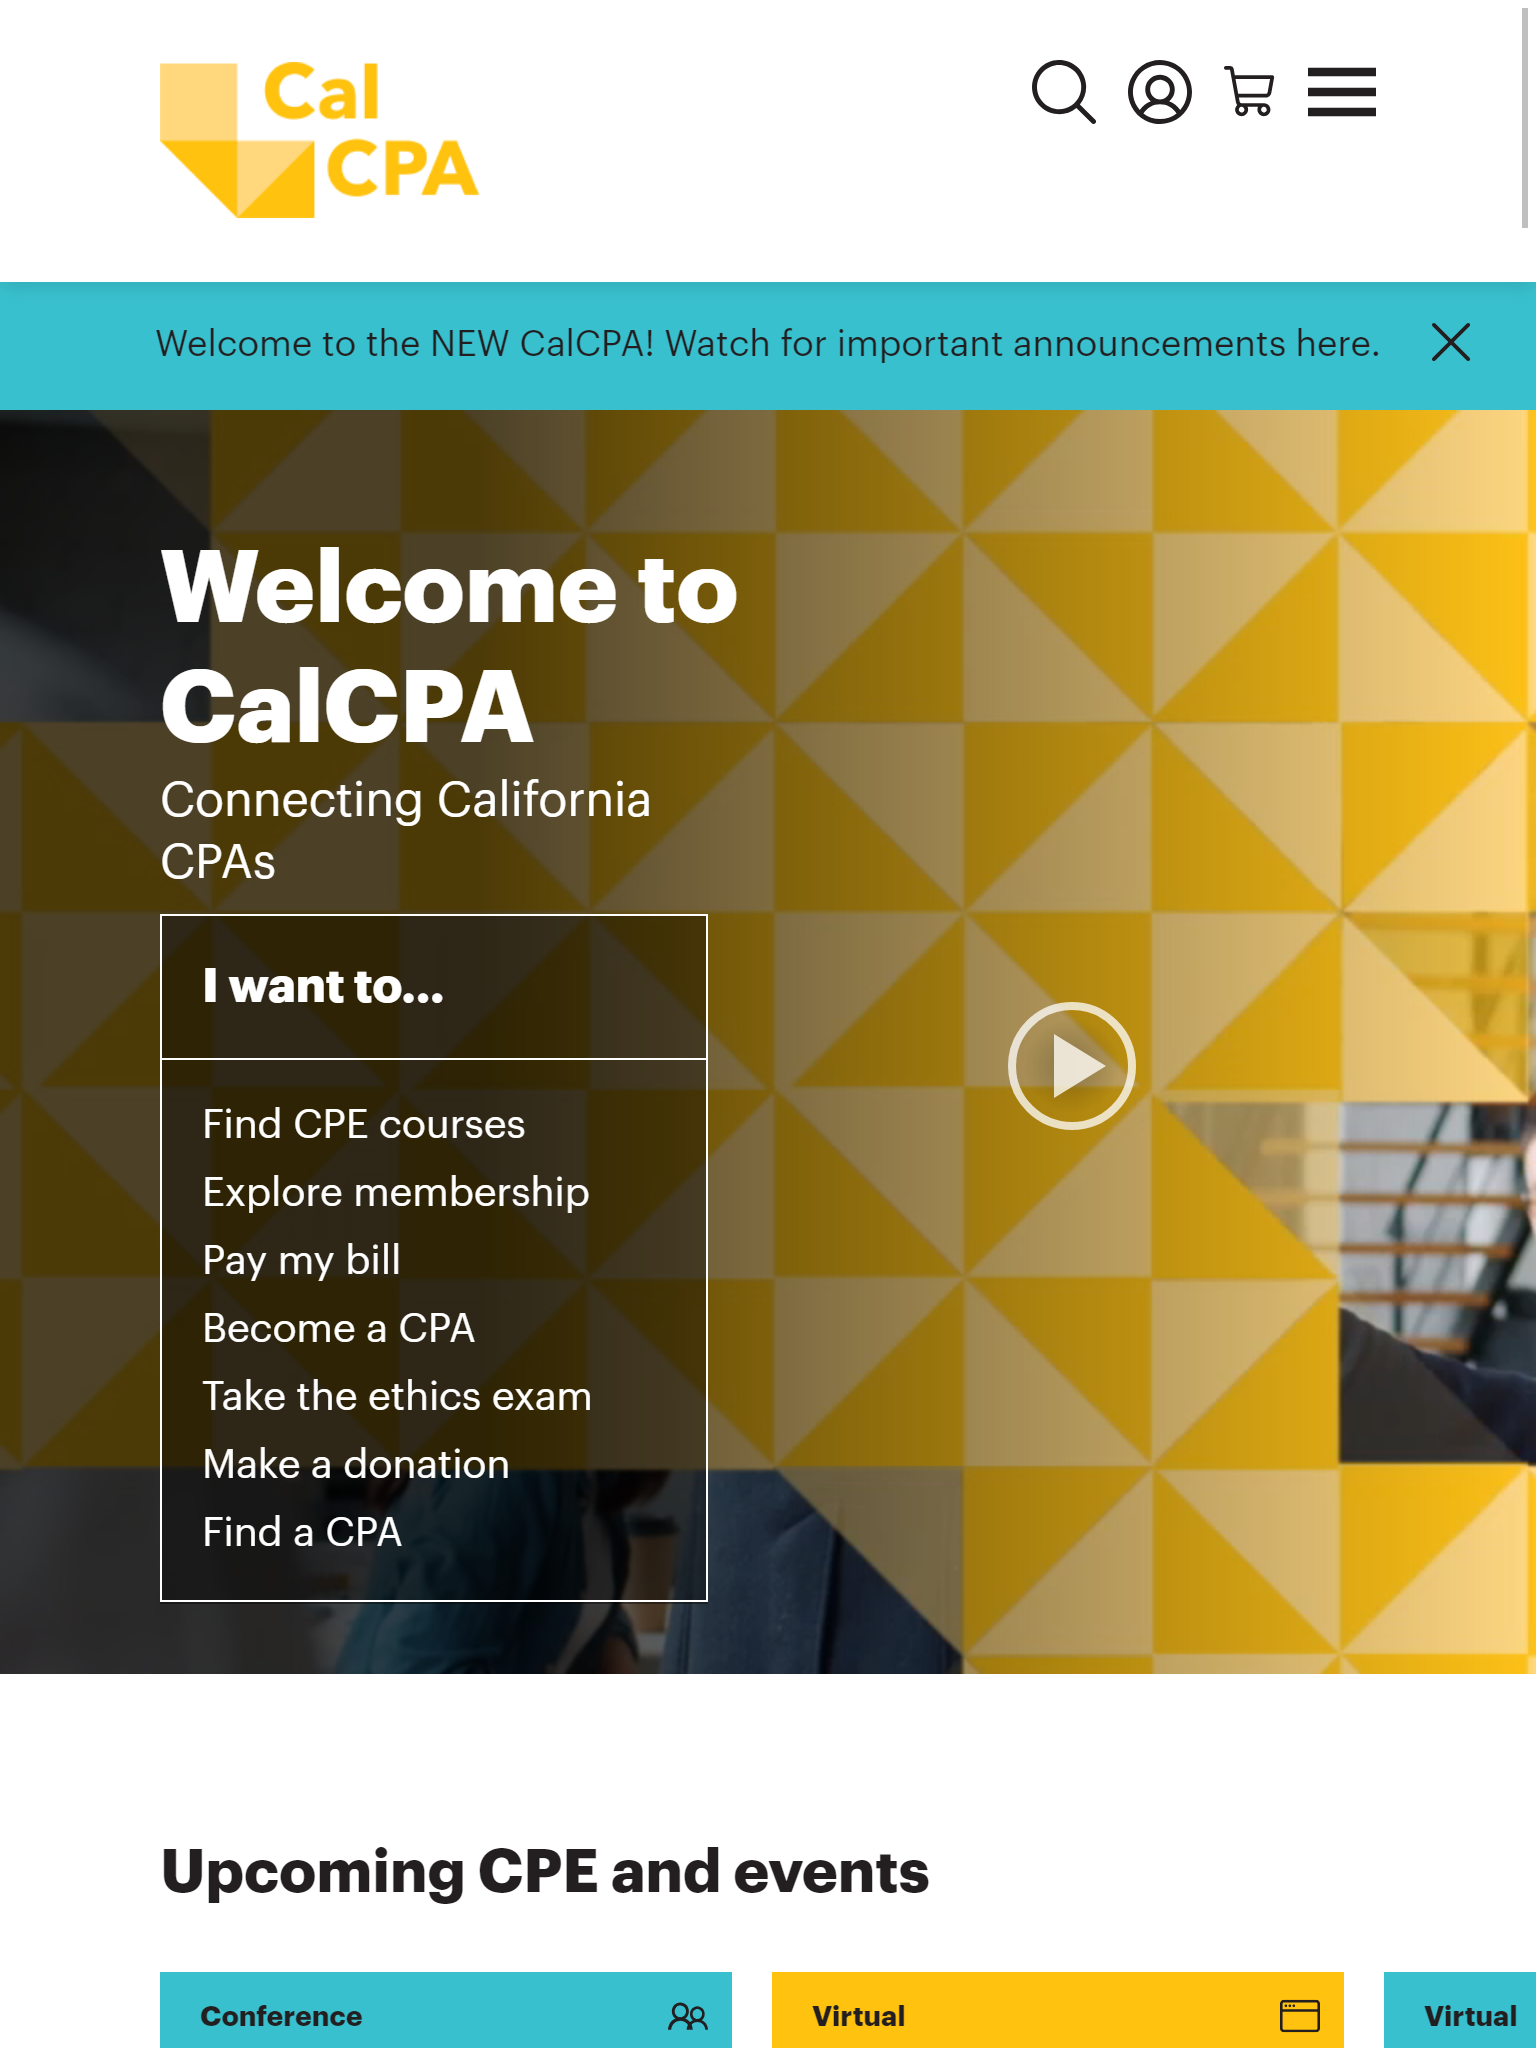 Cal
CPA
Welcome to the NEW CalCPA! Watch for important announcements here.
Welcome to
CalCPA
Connecting California
CPAs
I want to...
Find CPE courses
Explore membership
Pay my bill
Become a CPA
Take the ethics exam
Make a donation
Find a CPA
Upcoming CPE and events
Conference
Virtual
Virtual